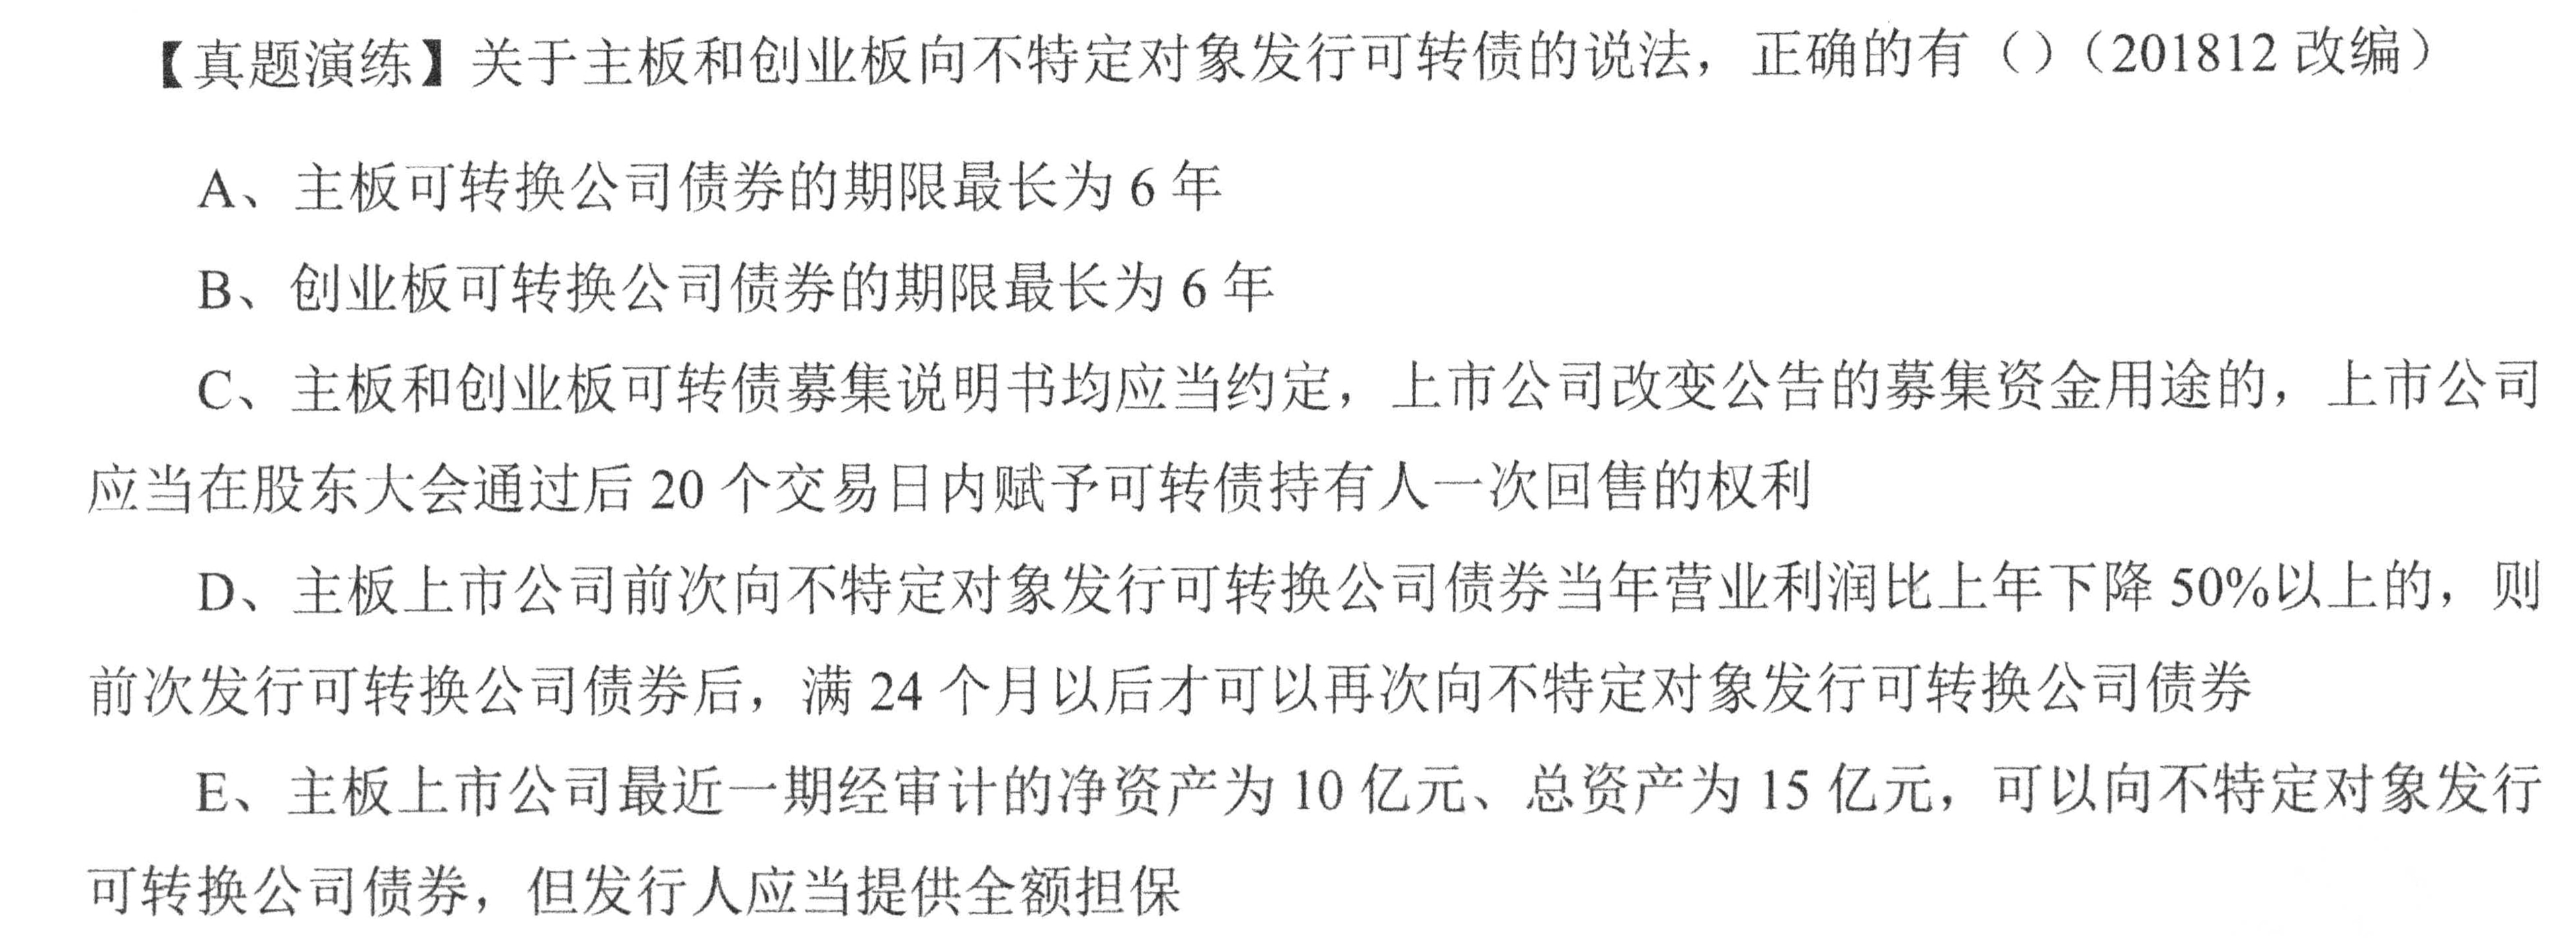 【真题演练】关于主板和创业板向不特定对象发行可转债的说法，正确的有（）（201812 改编）
A、主板可转换公司债券的期限最长为 6 年
B、创业板可转换公司债券的期限最长为 6 年
C、主板和创业板可转债募集说明书均应当约定，上市公司改变公告的募集资金用途的，上市公司
应当在股东大会通过后 20 个交易日内赋予可转债持有人一次回售的权利
D、主板上市公司前次向不特定对象发行可转换公司债券当年营业利润比上年下降 50%以上的，则
前次发行可转换公司债券后，满 24 个月以后才可以再次向不特定对象发行可转换公司债券
E、主板上市公司最近一期经审计的净资产为 10 亿元、总资产为 15 亿元，可以向不特定对象发行
可转换公司债券，但发行人应当提供全额担保